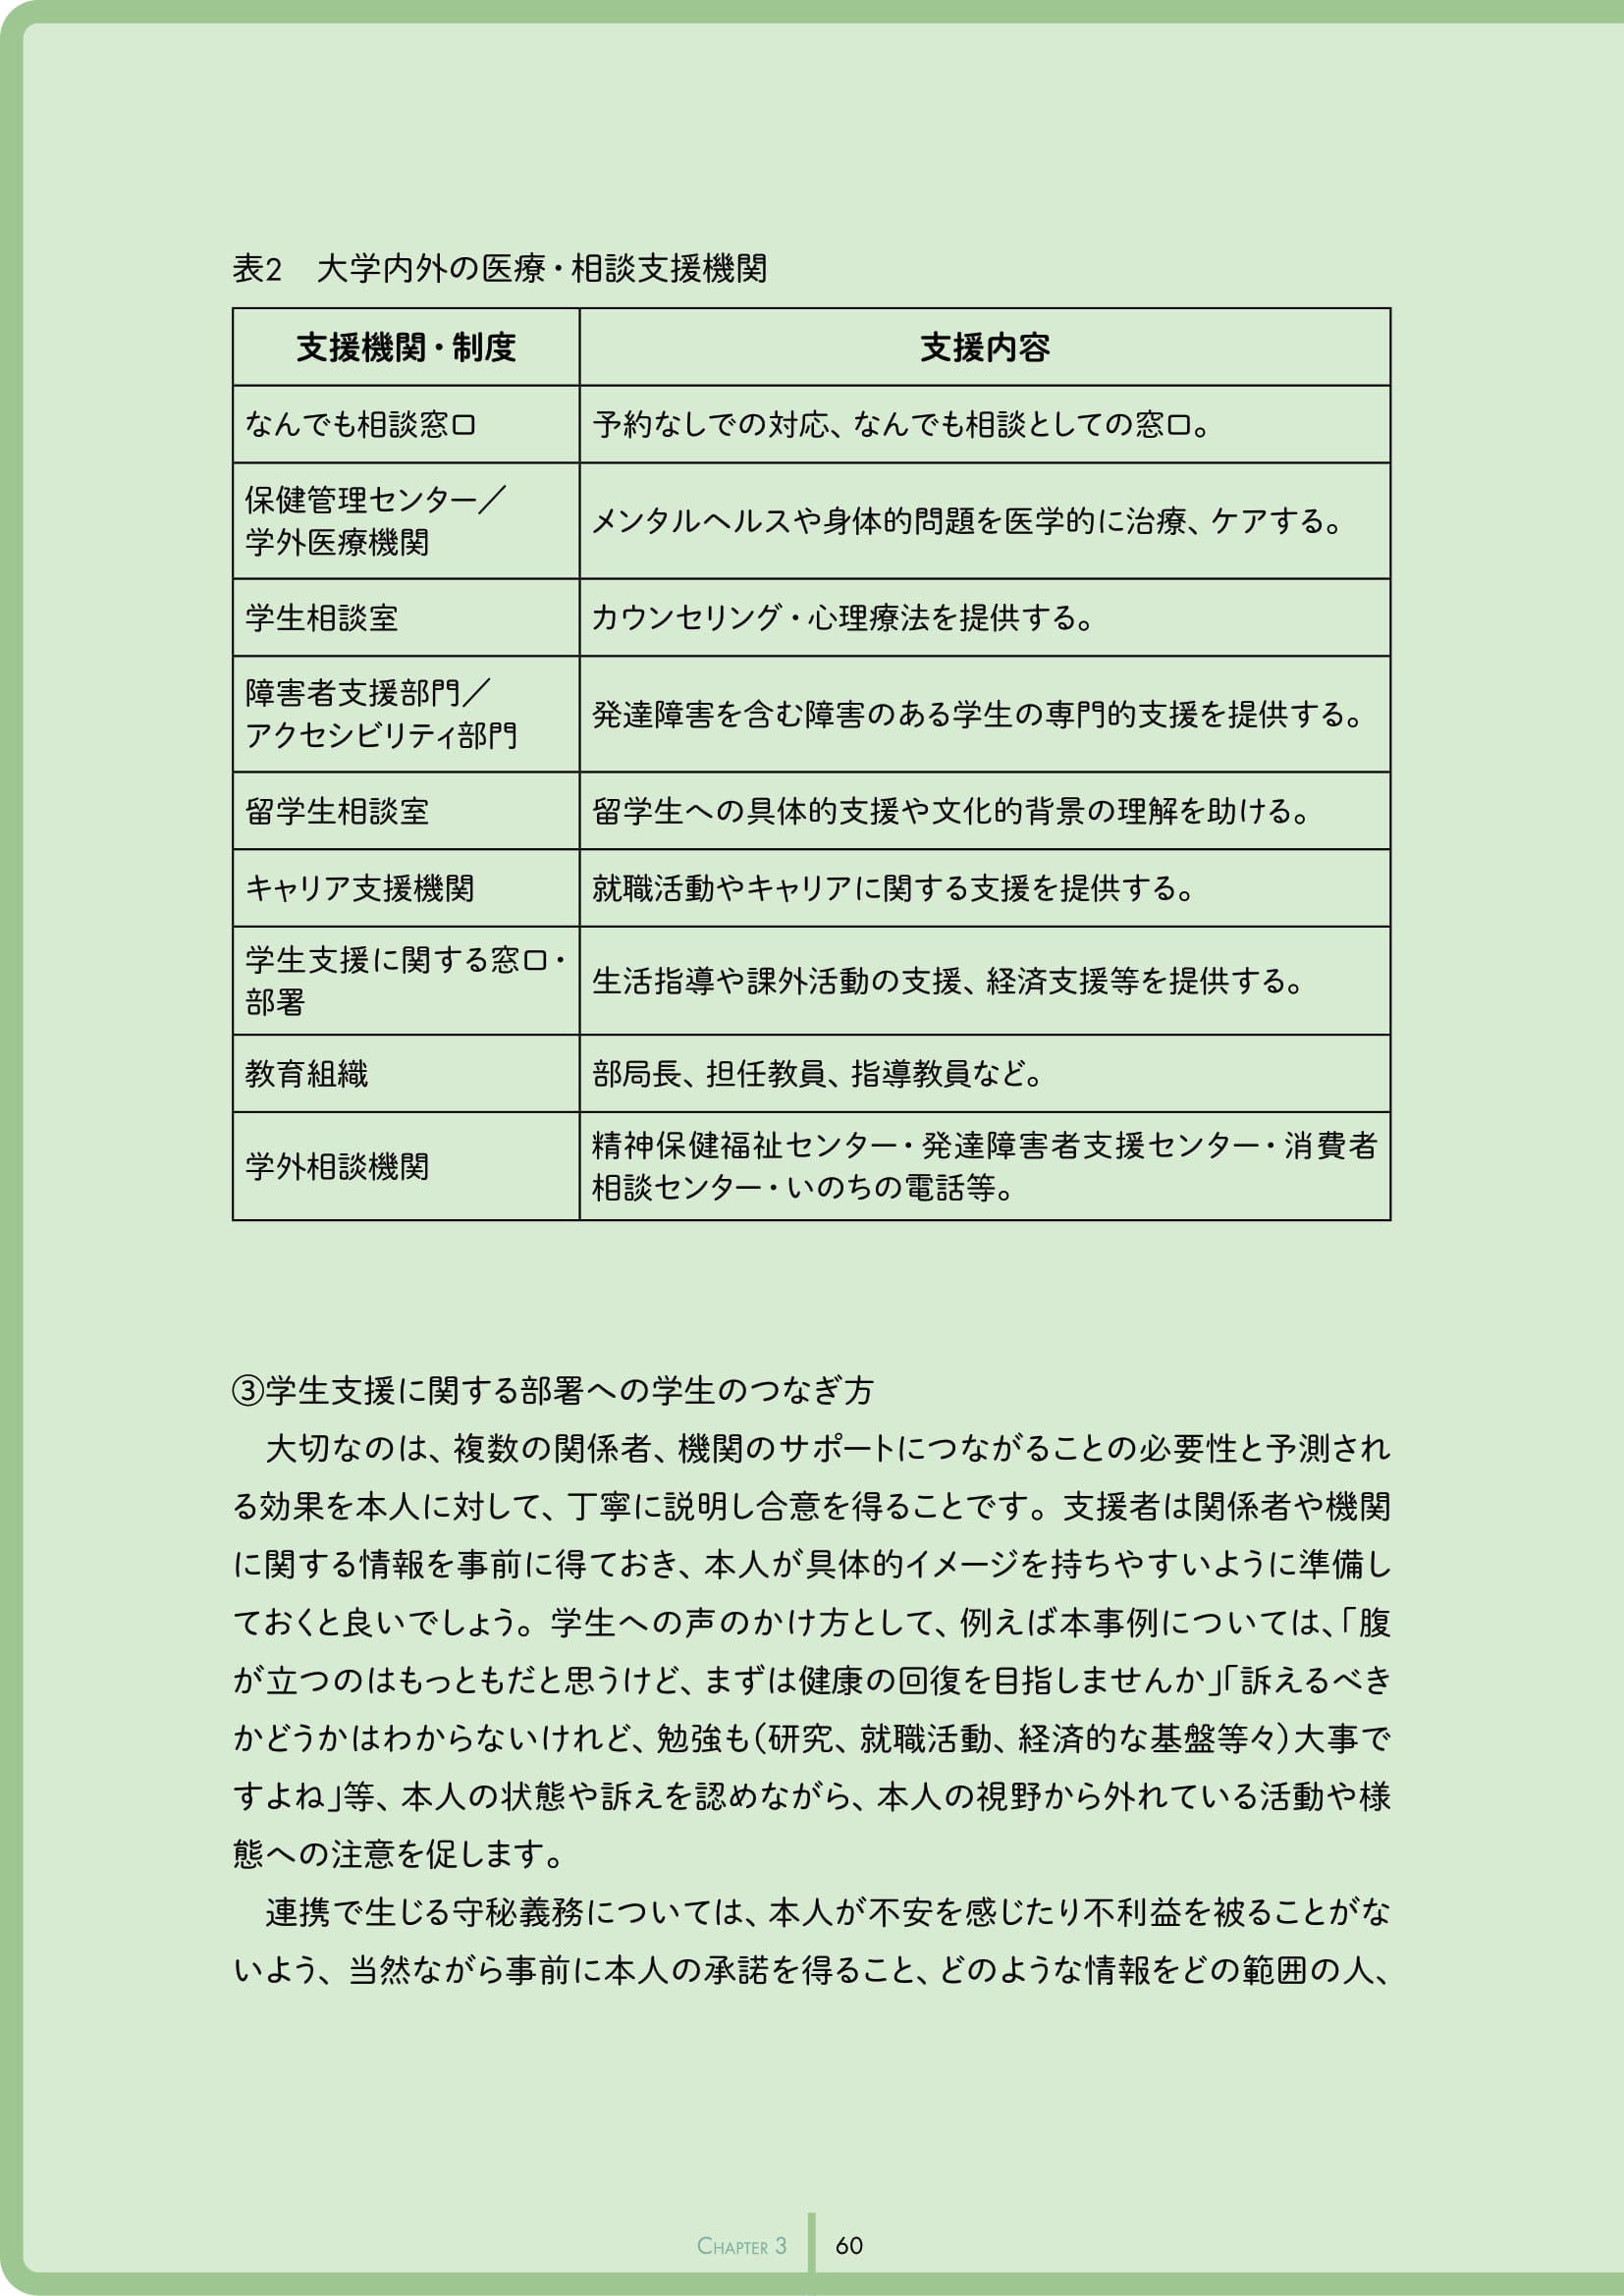 表2　大学内外の医療・相談支援機関
支援機関・制度
支援内容
なんでも相談窓口
予約なしでの対応、なんでも相談としての窓口。
保健管理センター／
学外医療機関
メンタルヘルスや身体的問題を医学的に治療、ケアする。
学生相談室
カウンセリング・心理療法を提供する。
障害者支援部門／
アクセシビリティ部門
発達障害を含む障害のある学生の専門的支援を提供する。
留学生相談室
留学生への具体的支援や文化的背景の理解を助ける。
キャリア支援機関
就職活動やキャリアに関する支援を提供する。
学生支援に関する窓口・
部署
生活指導や課外活動の支援、経済支援等を提供する。
教育組織
部局長、担任教員、指導教員など。
学外相談機関
精神保健福祉センター・発達障害者支援センター・消費者
相談センター・いのちの電話等。
③学生支援に関する部署への学生のつなぎ方
　大切なのは、複数の関係者、機関のサポートにつながることの必要性と予測され
る効果を本人に対して、丁寧に説明し合意を得ることです。支援者は関係者や機関
に関する情報を事前に得ておき、本人が具体的イメージを持ちやすいように準備し
ておくと良いでしょう。学生への声のかけ方として、例えば本事例については、「腹
が立つのはもっともだと思うけど、まずは健康の回復を目指しませんか」「訴えるべき
かどうかはわからないけれど、勉強も（研究、就職活動、経済的な基盤等々）大事で
すよね」等、本人の状態や訴えを認めながら、本人の視野から外れている活動や様
態への注意を促します。
　連携で生じる守秘義務については、本人が不安を感じたり不利益を被ることがな
いよう、当然ながら事前に本人の承諾を得ること、どのような情報をどの範囲の人、
CHAPTER 3
60